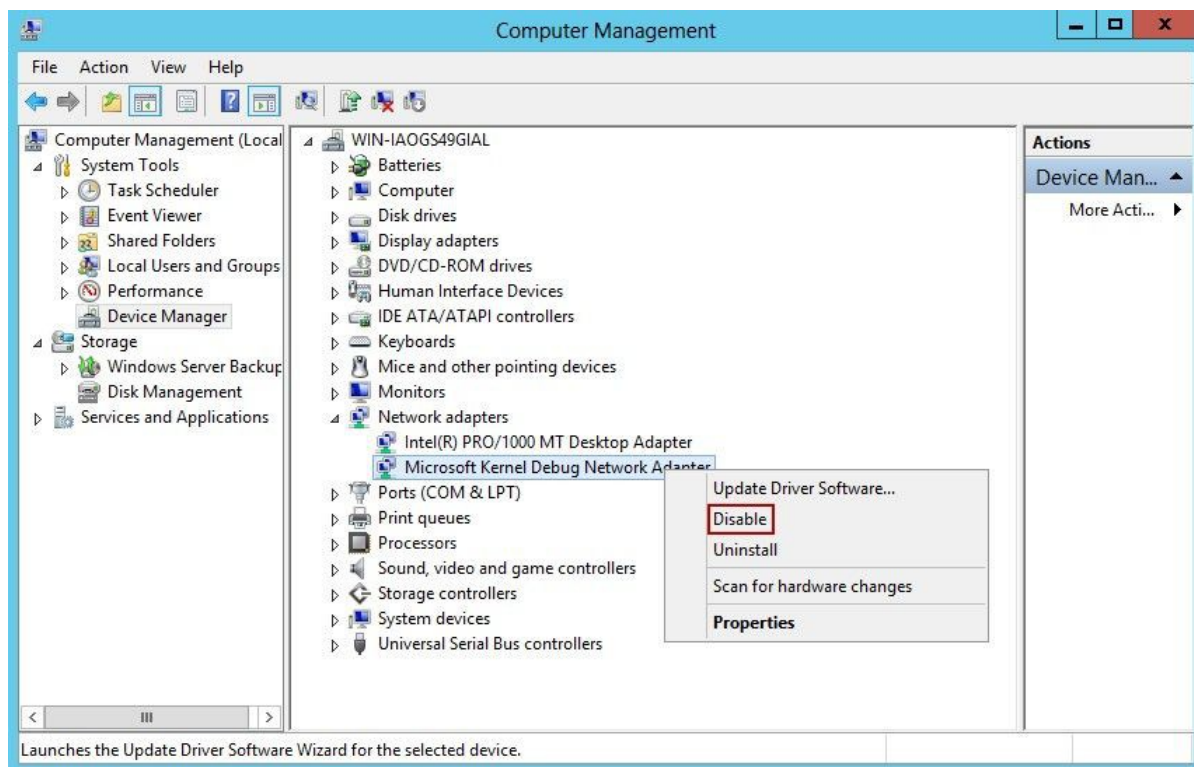 Computer Management
File Action View Help
Computer Management (Local
System Tools
Task Scheduler
Event Viewer
Shared Folders
Local Users and Groups
Performance
Device Manager
Storage
Windows Server Backup
Disk Management
Services and Applications
WIN-IAOGS49GIAL
Batteries
Computer
Disk drives
Display adapters
DVD/CD-ROM drives
Human Interface Devices
IDE ATA/ATAPI controllers
Keyboards
Mice and other pointing devices
Monitors
Network adapters
Intel(R) PRO/1000 MT Desktop Adapter
Microsoft Kernel Debug Network Adapter
Ports (COM & LPT)
Print queues
Processors
Sound, video and game controllers
Storage controllers
System devices
Universal Serial Bus controllers
Update Driver Software...
Disable
Uninstall
Scan for hardware changes
Properties
Actions
Device Man...
More Acti...
Launches the Update Driver Software Wizard for the selected device.